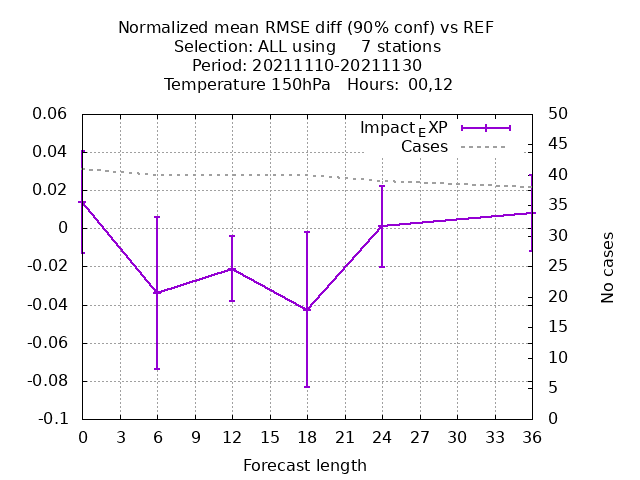 Normalized mean RMSE diff (90% conf) vs REF
Selection: ALL using 7 stations
Period: 20211110-20211130
Temperature 150hPa Hours: 00,12
0.06
0.04
0.02
0
-0.02
-0.04
-0.06
-0.08
-0.1
Impact_EXP
Cases
50
45
40
35
30
25
20
15
10
5
0
No cases
0 3 6 9 12 15 18 21 24 27 30 33 36
Forecast length